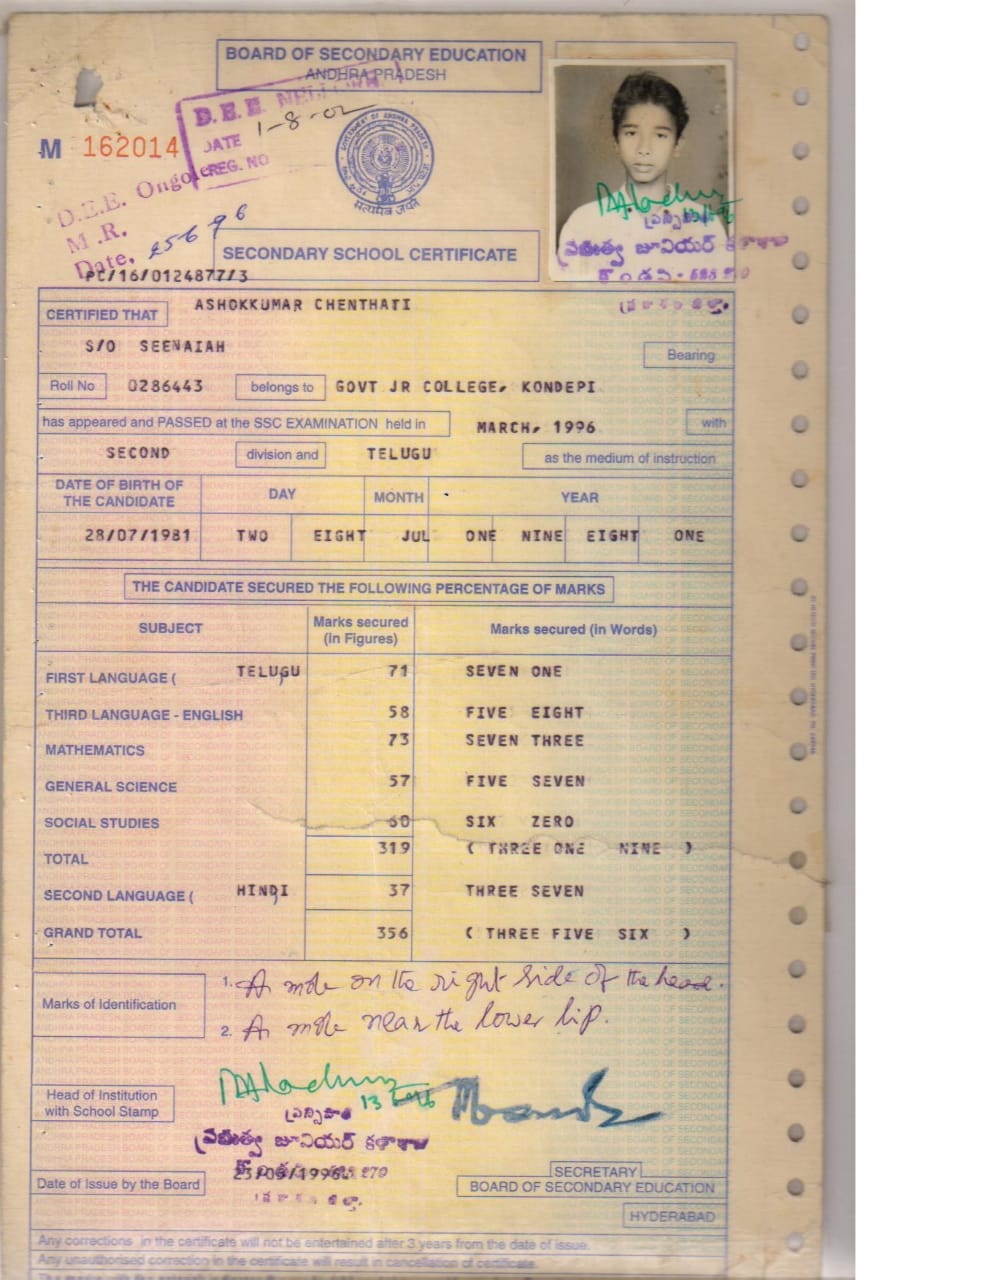 BOARD OF SECONDARY EDUCATION
ANDHRA PRADESH
D.E.E. NELLORE
DATE 1-8-02
REG. NO
M 162014
D.E.E. Ongole
M.R.
Date. 25 6 96
सत्यमेव जयते
SECONDARY SCHOOL CERTIFICATE
PC/16/0124877/3
జూనియర్
CERTIFIED THAT ASHOKKUMAR CHENTHATI
S/O SEENAIAH Bearing
Roll No 0286443 belongs to GOVT JR COLLEGE, KONDEPI
has appeared and PASSED at the SSC EXAMINATION held in MARCH, 1996 with
SECOND division and TELUGU as the medium of instruction
DATE OF BIRTH OF THE CANDIDATE DAY MONTH YEAR
28/07/1981 TWO EIGHT JUL ONE NINE EIGHT ONE
THE CANDIDATE SECURED THE FOLLOWING PERCENTAGE OF MARKS
SUBJECT Marks secured (in Figures) Marks secured (in Words)
FIRST LANGUAGE ( TELUGU 71 SEVEN ONE
THIRD LANGUAGE - ENGLISH 58 FIVE EIGHT
MATHEMATICS 73 SEVEN THREE
GENERAL SCIENCE 57 FIVE SEVEN
SOCIAL STUDIES 60 SIX ZERO
TOTAL 319 ( THREE ONE NINE )
SECOND LANGUAGE ( HINDI 37 THREE SEVEN
GRAND TOTAL 356 ( THREE FIVE SIX )
Marks of Identification
1. A mole on the right side of the head.
2. A mole near the lower lip.
Head of Institution
with School Stamp
జూనియర్
Date of Issue by the Board
SECRETARY
BOARD OF SECONDARY EDUCATION
HYDERABAD
Any corrections in the certificate will not be entertained after 3 years from the date of issue.
Any unauthorised correction in the certificate will result in cancellation of certificate.